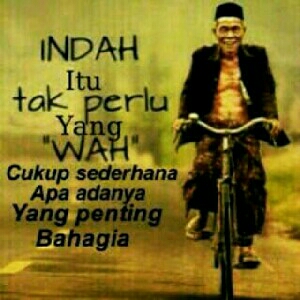 INDAH
Itu
tak perlu
Yang
"WAH"
Cukup sederhana
Apa adanya
Yang penting
Bahagia